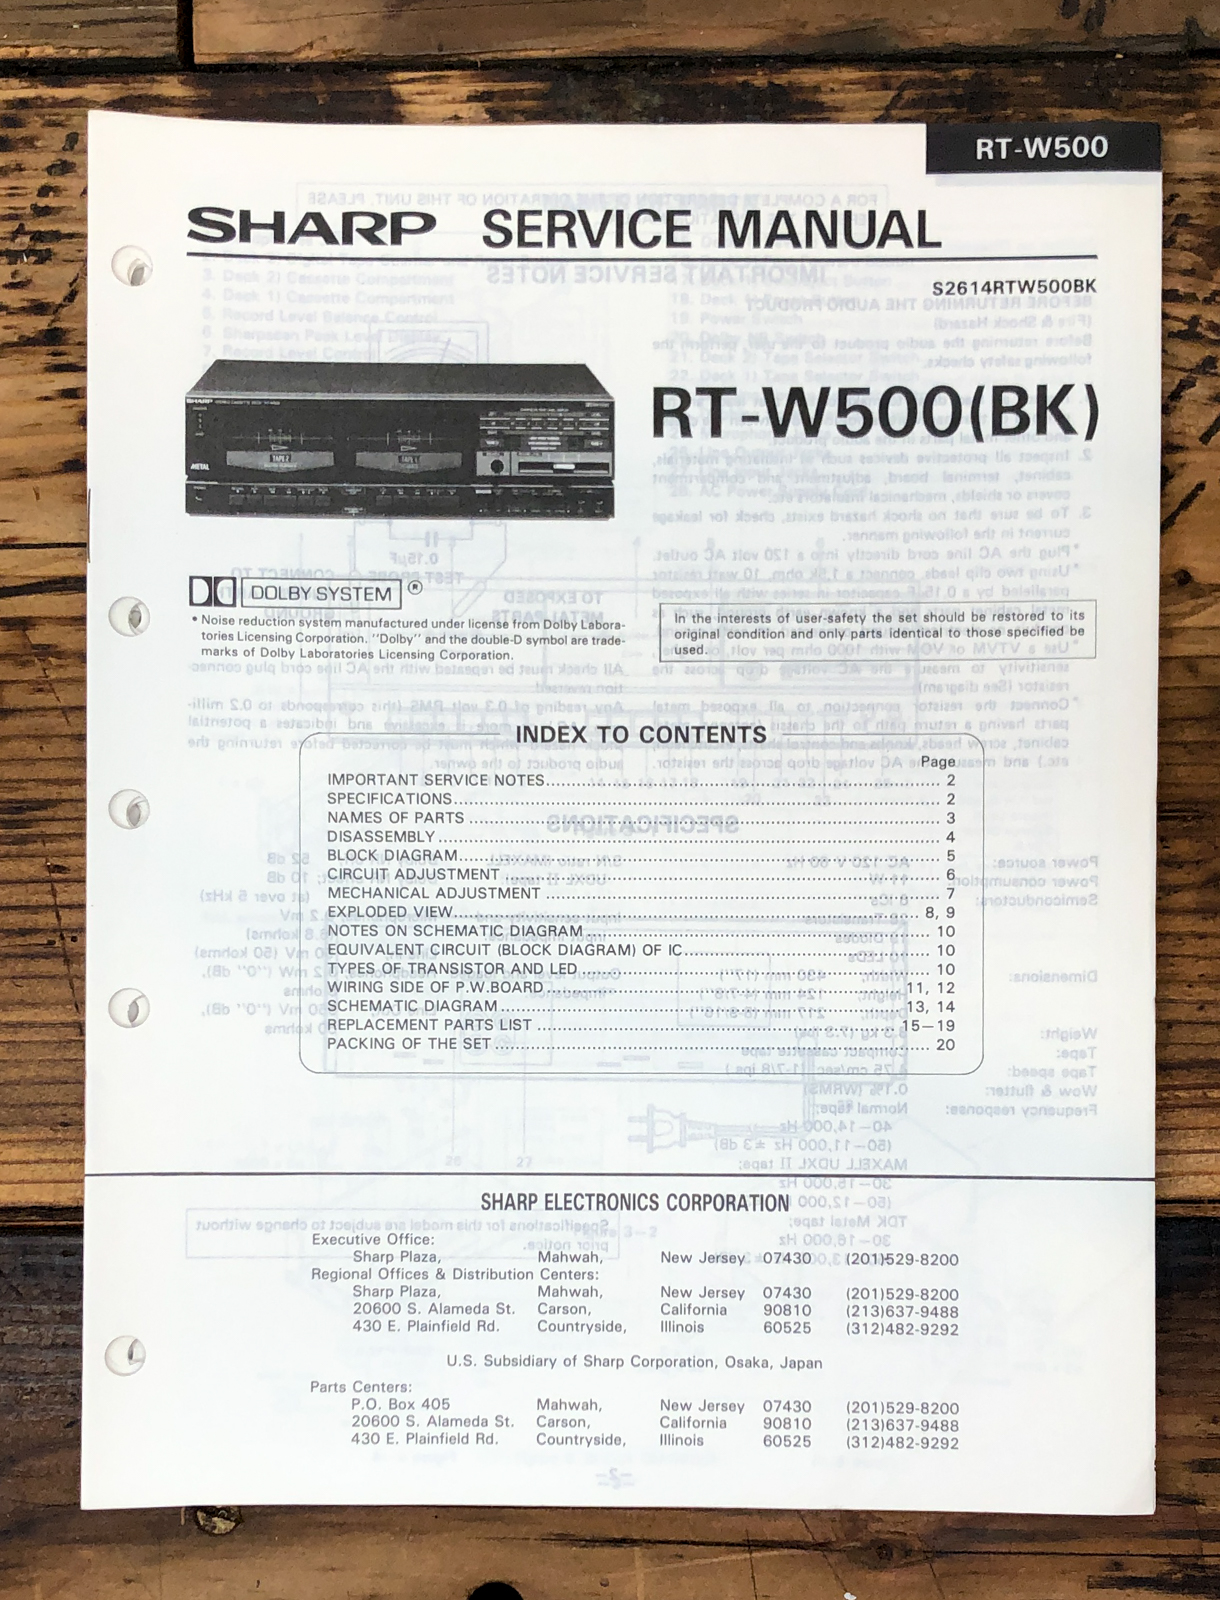 RT-W500
SHARP SERVICE MANUAL
S2614RTW500BK
SHARP
TAPE 2
TAPE 1
METAL
RT-W500(BK)
DOLBY SYSTEM ®
* Noise reduction system manufactured under license from Dolby Labora-
tories Licensing Corporation. "Dolby" and the double-D symbol are trade-
marks of Dolby Laboratories Licensing Corporation.
In the interests of user-safety the set should be restored to its
original condition and only parts identical to those specified be
used.
INDEX TO CONTENTS
Page
IMPORTANT SERVICE NOTES 2
SPECIFICATIONS 2
NAMES OF PARTS 3
DISASSEMBLY 4
BLOCK DIAGRAM 5
CIRCUIT ADJUSTMENT 6
MECHANICAL ADJUSTMENT 7
EXPLODED VIEW 8, 9
NOTES ON SCHEMATIC DIAGRAM 10
EQUIVALENT CIRCUIT (BLOCK DIAGRAM) OF IC 10
TYPES OF TRANSISTOR AND LED 10
WIRING SIDE OF P.W.BOARD 11, 12
SCHEMATIC DIAGRAM 13, 14
REPLACEMENT PARTS LIST 15–19
PACKING OF THE SET 20
SHARP ELECTRONICS CORPORATION
Executive Office:
Sharp Plaza, Mahwah, New Jersey 07430 (201)529-8200
Regional Offices & Distribution Centers:
Sharp Plaza, Mahwah, New Jersey 07430 (201)529-8200
20600 S. Alameda St. Carson, California 90810 (213)637-9488
430 E. Plainfield Rd. Countryside, Illinois 60525 (312)482-9292
U.S. Subsidiary of Sharp Corporation, Osaka, Japan
Parts Centers:
P.O. Box 405 Mahwah, New Jersey 07430 (201)529-8200
20600 S. Alameda St. Carson, California 90810 (213)637-9488
430 E. Plainfield Rd. Countryside, Illinois 60525 (312)482-9292